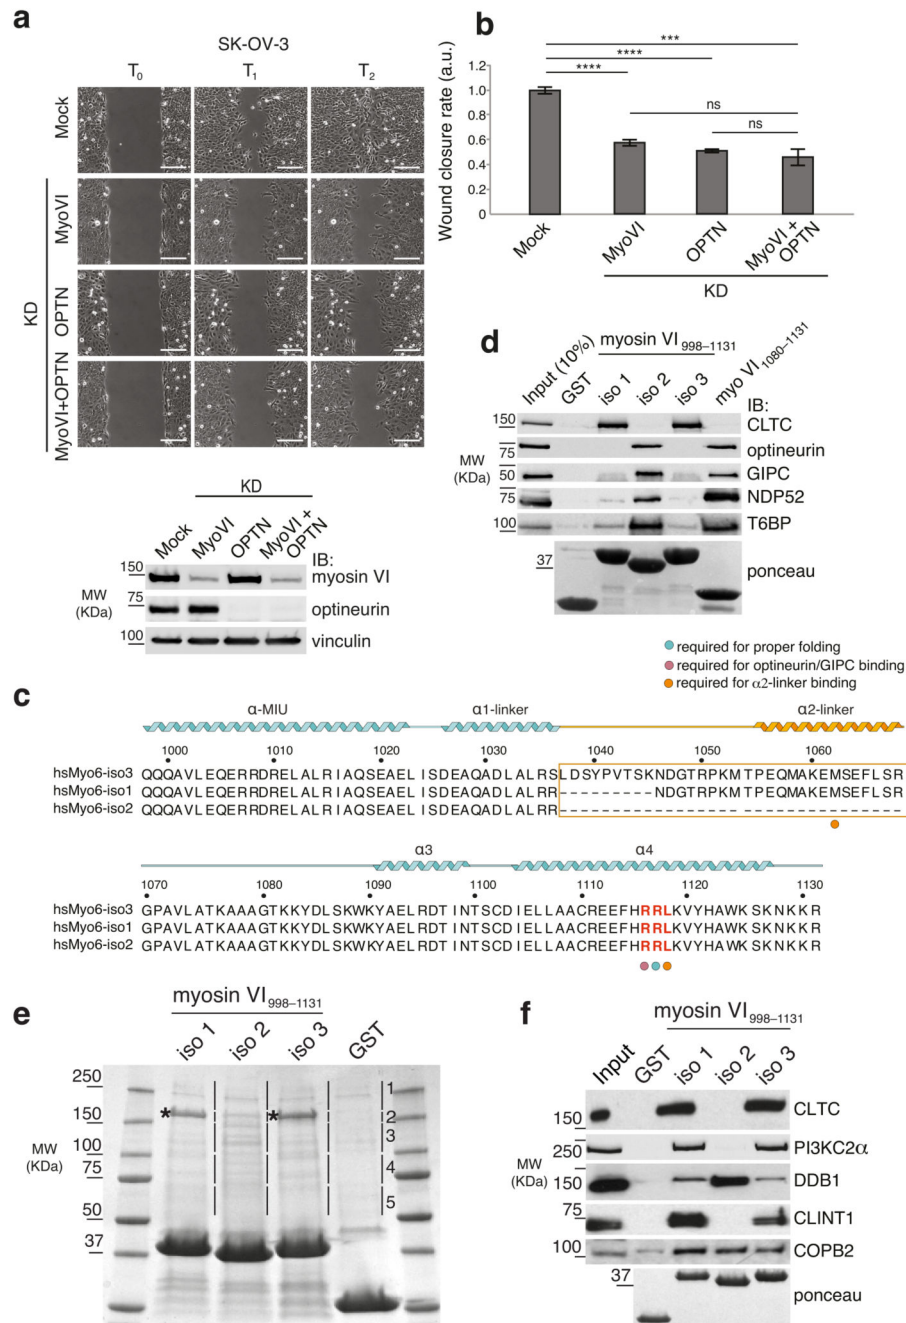 a
SK-OV-3
T0 T1 T2
Mock
KD
MyoVI
OPTN
MyoVI+OPTN
KD
Mock MyoVI OPTN MyoVI + OPTN
IB:
MW (KDa)
150 myosin VI
75 optineurin
100 vinculin
b
Wound closure rate (a.u.)
1.2
1.0
0.8
0.6
0.4
0.2
0
***
****
****
ns
ns
Mock MyoVI OPTN MyoVI + OPTN
KD
d
myosin VI998–1131
Input (10%) GST iso 1 iso 2 iso 3 myo VI1080–1131
IB:
MW (KDa)
150 CLTC
75 optineurin
50 GIPC
75 NDP52
100 T6BP
37 ponceau
required for proper folding
required for optineurin/GIPC binding
required for α2-linker binding
c
α-MIU α1-linker α2-linker
1000 1010 1020 1030 1040 1050 1060
hsMyo6-iso3 QQQAVLEQERRDRELALRIAQSEAELISDEAQADLALRSLDSYPVTSKNDGTRPKMTPEQMAKEMSEFLSR
hsMyo6-iso1 QQQAVLEQERRDRELALRIAQSEAELISDEAQADLALRR---------NDGTRPKMTPEQMAKEMSEFLSR
hsMyo6-iso2 QQQAVLEQERRDRELALRIAQSEAELISDEAQADLALRR--------------------------------
α3 α4
1070 1080 1090 1100 1110 1120 1130
hsMyo6-iso3 GPAVLATKAAAGTKKYDLSKWKYAELRDTINTSCDIELLAACREEFHRRLKVYHAWKSKNKKR
hsMyo6-iso1 GPAVLATKAAAGTKKYDLSKWKYAELRDTINTSCDIELLAACREEFHRRLKVYHAWKSKNKKR
hsMyo6-iso2 GPAVLATKAAAGTKKYDLSKWKYAELRDTINTSCDIELLAACREEFHRRLKVYHAWKSKNKKR
e
myosin VI998–1131
iso 1 iso 2 iso 3 GST
MW (KDa)
250
150
100
75
50
37
* *
1
2
3
4
5
f
myosin VI998–1131
Input GST iso 1 iso 2 iso 3
MW (KDa)
150 CLTC
250 PI3KC2α
150 DDB1
75 CLINT1
100 COPB2
37 ponceau